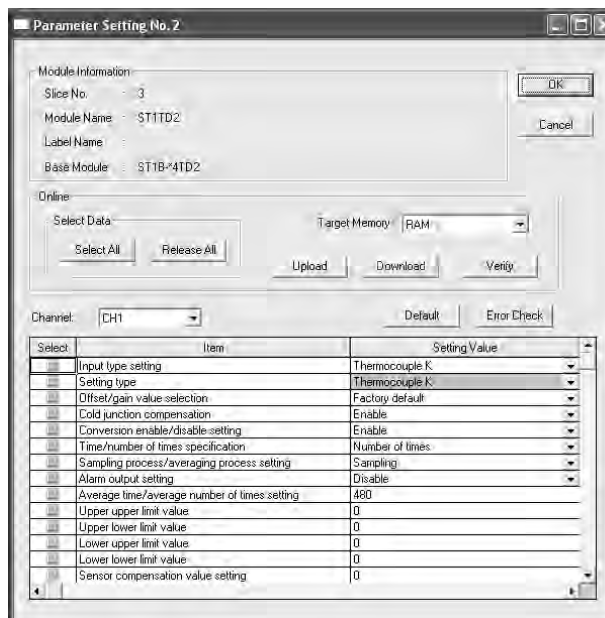 Parameter Setting No.2
Module Information
Slice No. : 3
Module Name : ST1TD2
Label Name :
Base Module : ST1B-*4TD2
OK
Cancel
Online
Select Data
Select All Release All
Target Memory: RAM
Upload Download Verify
Channel: CH1 Default Error Check
Select Item Setting Value
Input type setting Thermocouple K
Setting type Thermocouple K
Offset/gain value selection Factory default
Cold junction compensation Enable
Conversion enable/disable setting Enable
Time/number of times specification Number of times
Sampling process/averaging process setting Sampling
Alarm output setting Disable
Average time/average number of times setting 480
Upper upper limit value 0
Upper lower limit value 0
Lower upper limit value 0
Lower lower limit value 0
Sensor compensation value setting 0